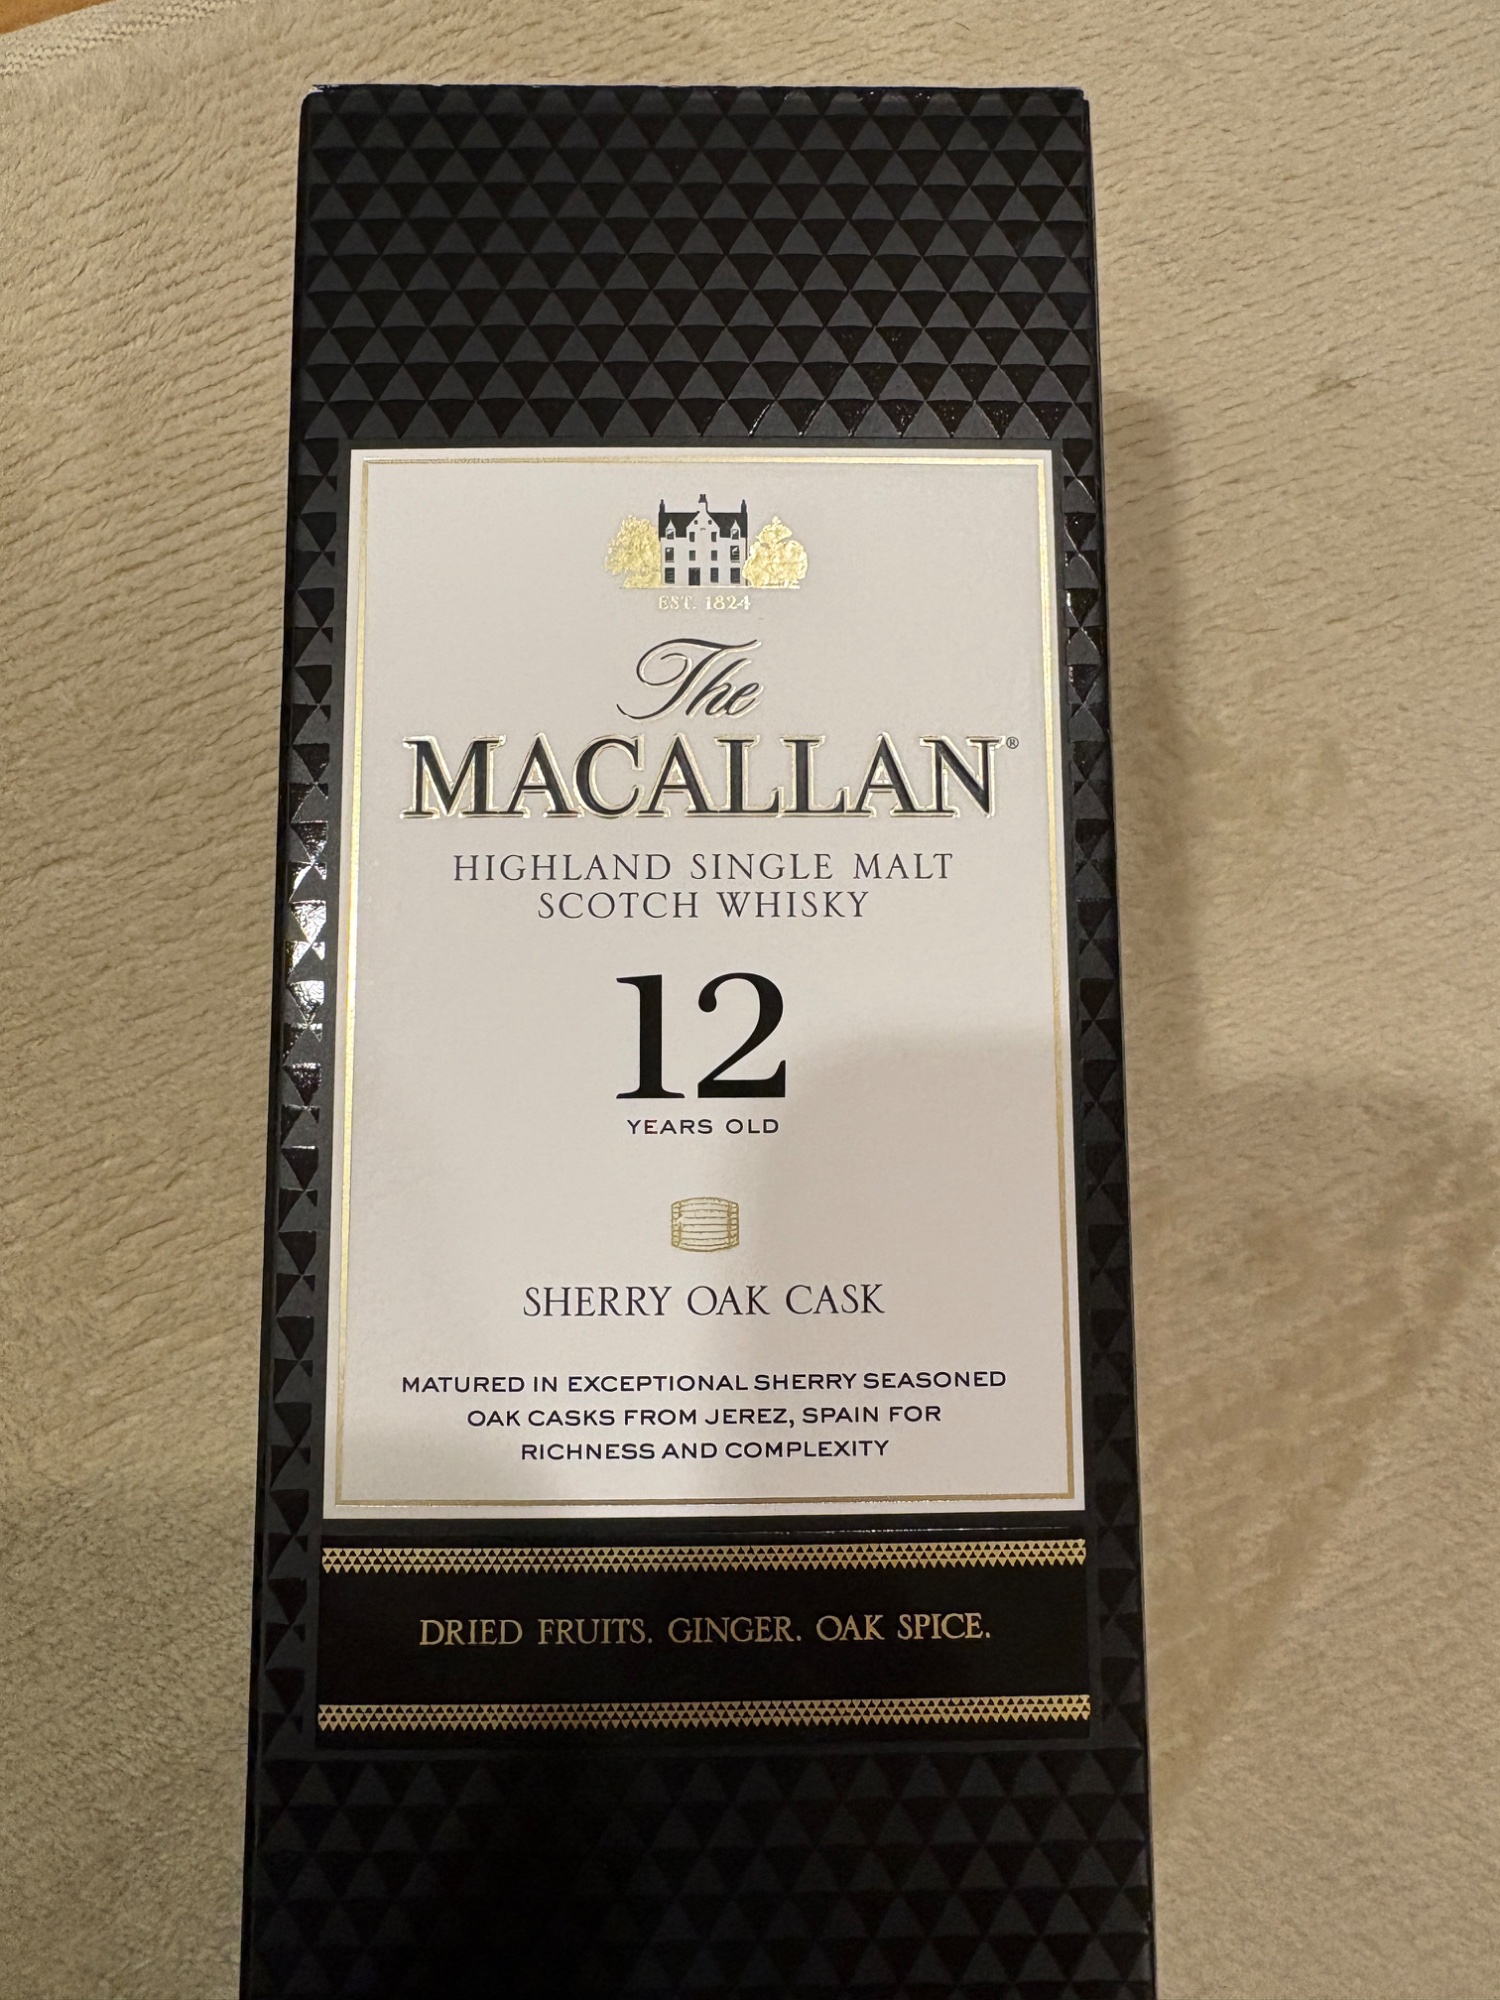 EST. 1824
The
MACALLAN®
HIGHLAND SINGLE MALT
SCOTCH WHISKY
12
YEARS OLD
SHERRY OAK CASK
MATURED IN EXCEPTIONAL SHERRY SEASONED
OAK CASKS FROM JEREZ, SPAIN FOR
RICHNESS AND COMPLEXITY
DRIED FRUITS. GINGER. OAK SPICE.